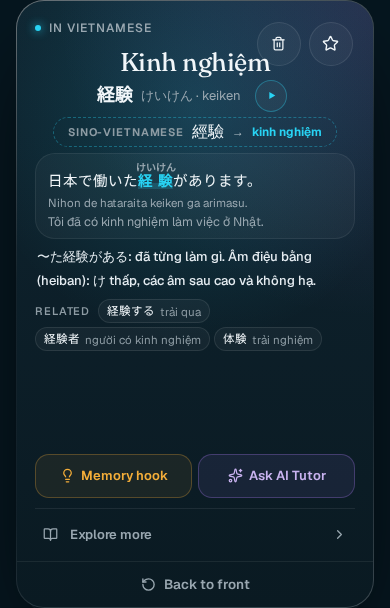 IN VIETNAMESE
Kinh nghiệm
経験 けいけん · keiken
SINO-VIETNAMESE 經驗 → kinh nghiệm
けいけん
日本で働いた経験があります。
Nihon de hataraita keiken ga arimasu.
Tôi đã có kinh nghiệm làm việc ở Nhật.
〜た経験がある: đã từng làm gì. Âm điệu bằng
(heiban): け thấp, các âm sau cao và không hạ.
RELATED 経験する trải qua
経験者 người có kinh nghiệm 体験 trải nghiệm
Memory hook Ask AI Tutor
Explore more
Back to front